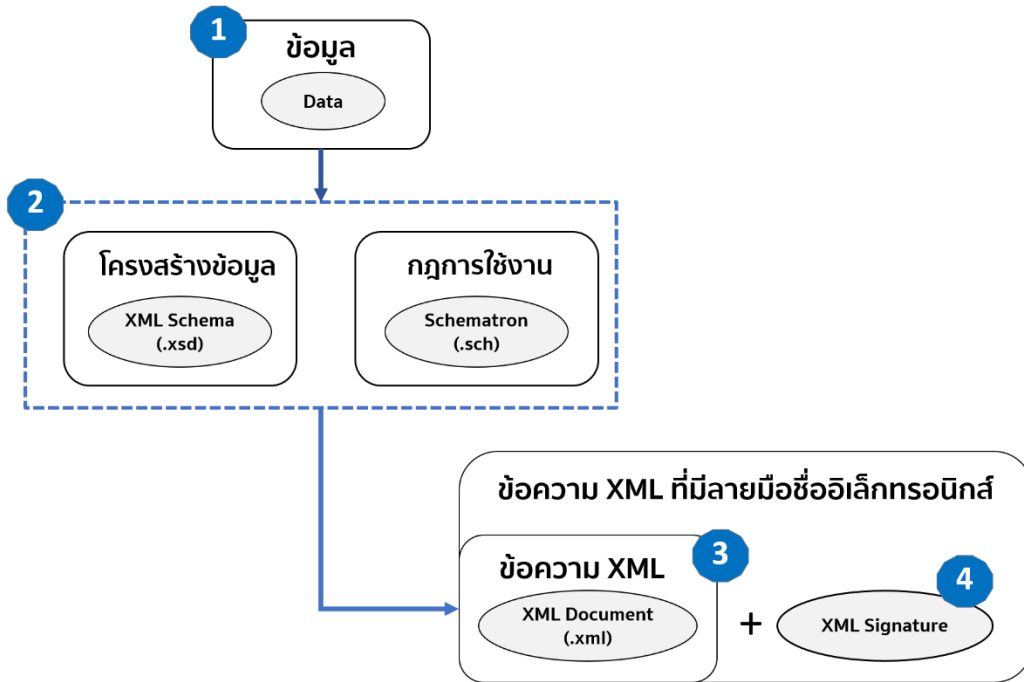 1
ข้อมูล
Data
2
โครงสร้างข้อมูล
XML Schema
(.xsd)
กฎการใช้งาน
Schematron
(.sch)
ข้อความ XML ที่มีลายมือชื่ออิเล็กทรอนิกส์
3
ข้อความ XML
XML Document
(.xml)
+
4
XML Signature